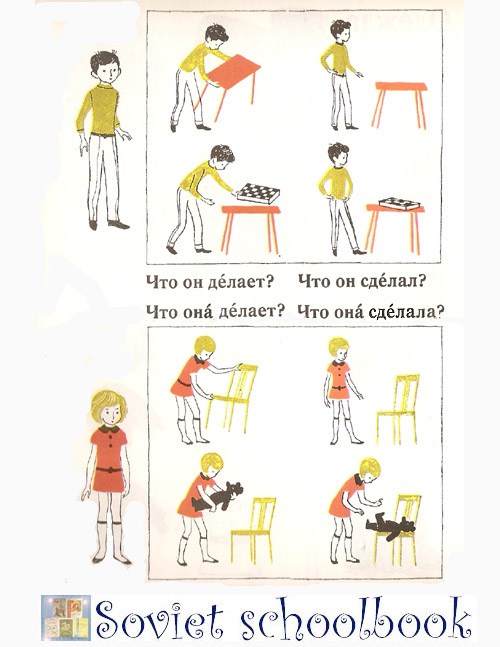 Что он де́лает? Что он сде́лал?
Что она́ де́лает? Что она́ сде́лала?
Soviet schoolbook